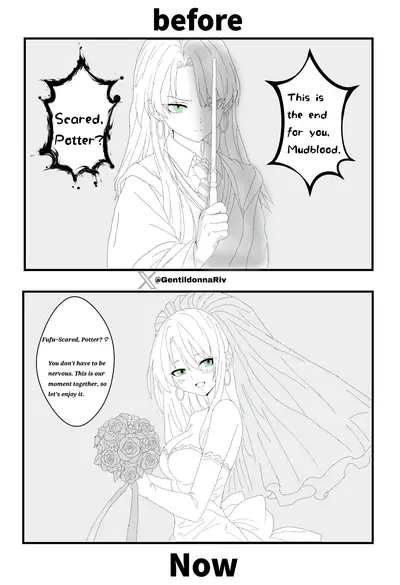 before
Scared,
Potter?
This is
the end
for you,
Mudblood.
@GentildonnaRiv
Fufu-Scared, Potter? ♡
You don't have to be
nervous. This is our
moment together, so
let's enjoy it.
Now